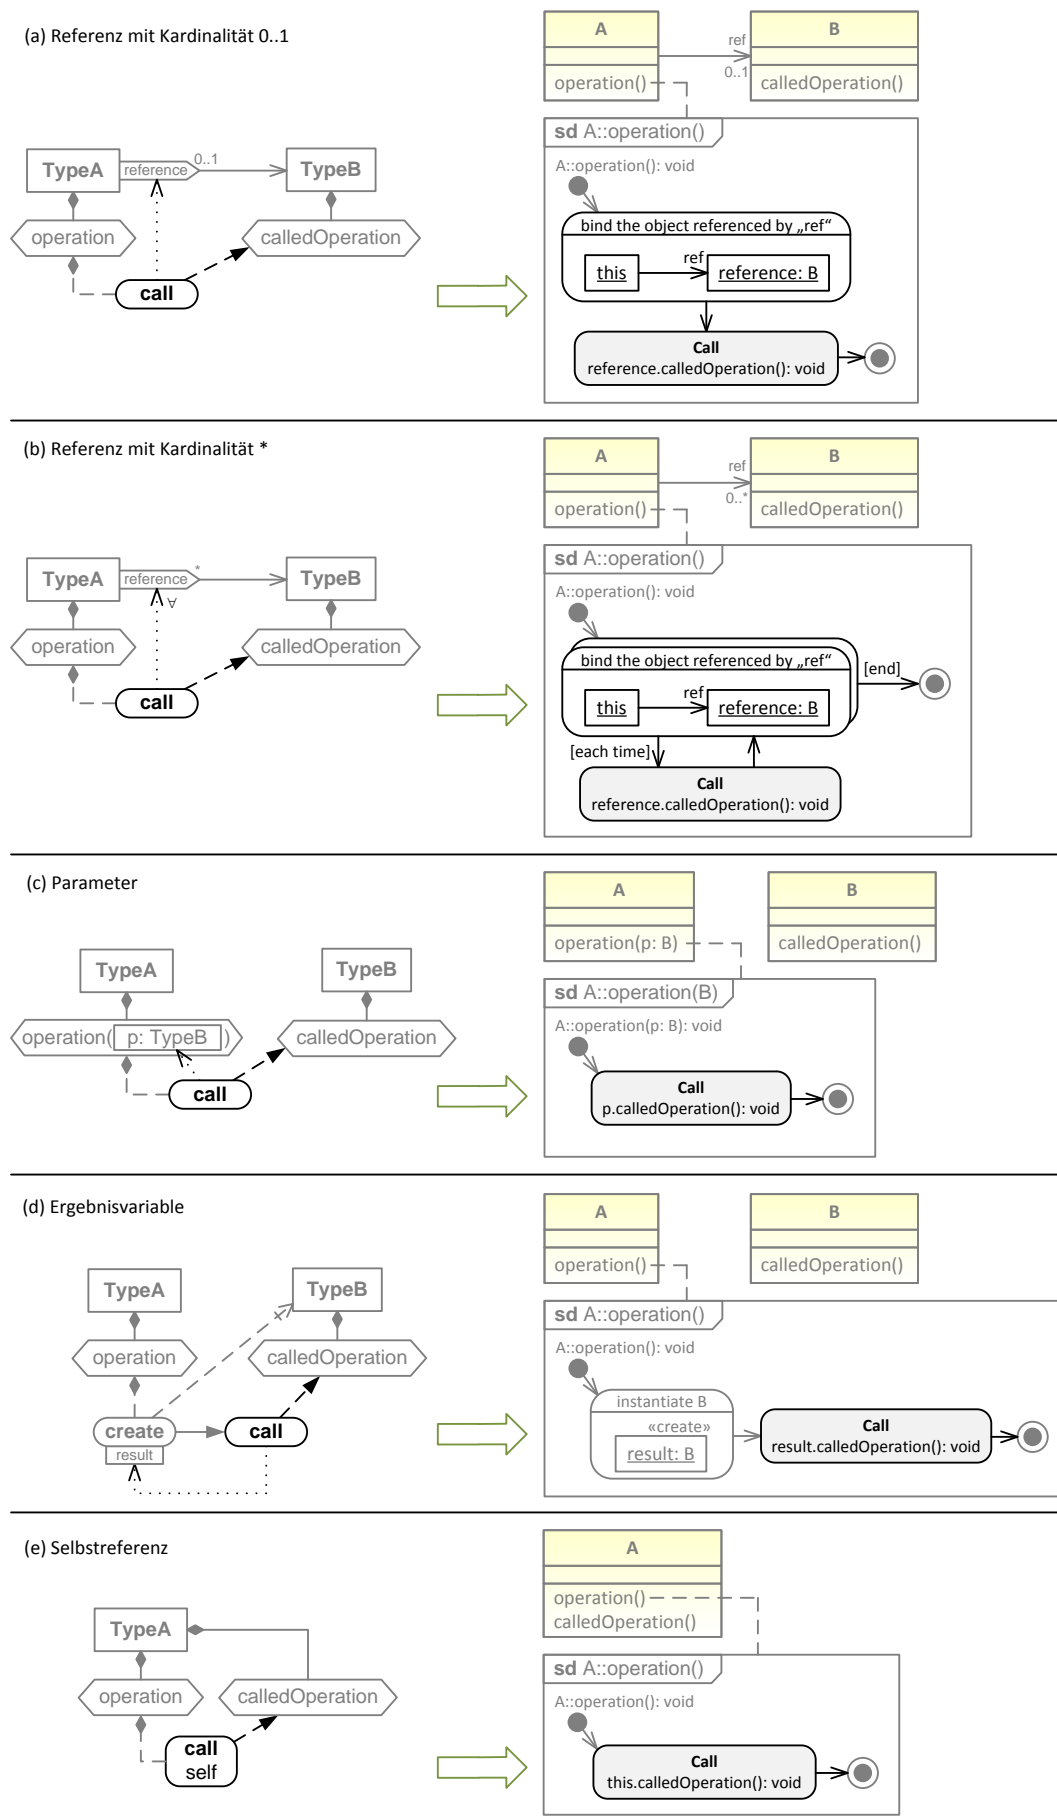 (a) Referenz mit Kardinalität 0..1
A
B
ref
0..1
operation()
calledOperation()
sd A::operation()
A::operation(): void
TypeA
reference
0..1
TypeB
operation
calledOperation
call
bind the object referenced by „ref“
this
ref
reference: B
Call
reference.calledOperation(): void
(b) Referenz mit Kardinalität *
A
B
ref
0..*
operation()
calledOperation()
sd A::operation()
A::operation(): void
TypeA
reference
*
TypeB
∀
operation
calledOperation
call
bind the object referenced by „ref“
this
ref
reference: B
[end]
[each time]
Call
reference.calledOperation(): void
(c) Parameter
A
B
operation(p: B)
calledOperation()
sd A::operation(B)
A::operation(p: B): void
TypeA
TypeB
operation( p: TypeB )
calledOperation
call
Call
p.calledOperation(): void
(d) Ergebnisvariable
A
B
operation()
calledOperation()
sd A::operation()
A::operation(): void
TypeA
TypeB
operation
calledOperation
create
result
call
instantiate B
«create»
result: B
Call
result.calledOperation(): void
(e) Selbstreferenz
A
operation()
calledOperation()
sd A::operation()
A::operation(): void
TypeA
operation
calledOperation
call
self
Call
this.calledOperation(): void